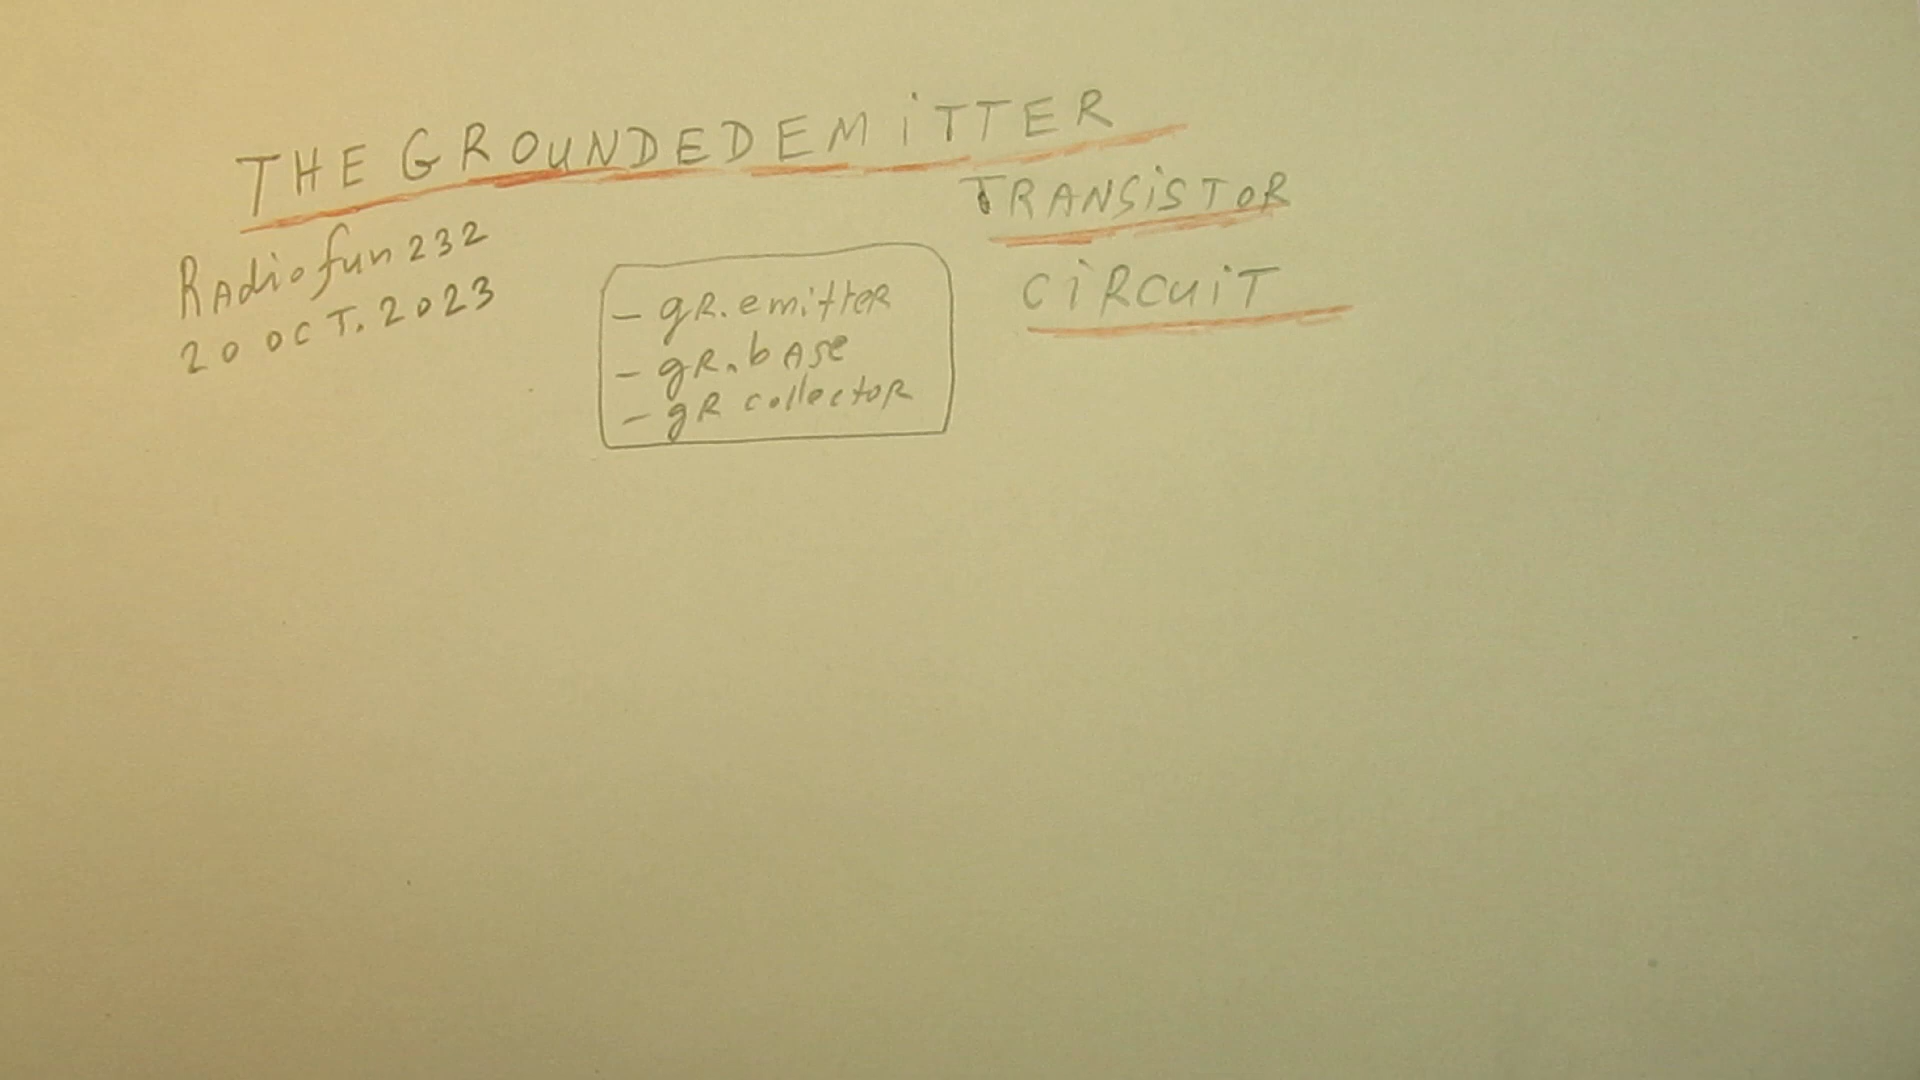 THE GROUNDED EMiTTER
TRANSiSTOR
CiRCUiT
RAdiofun232
20 OCT. 2023
- gR. emitter
- gR. bAse
- gR collectoR